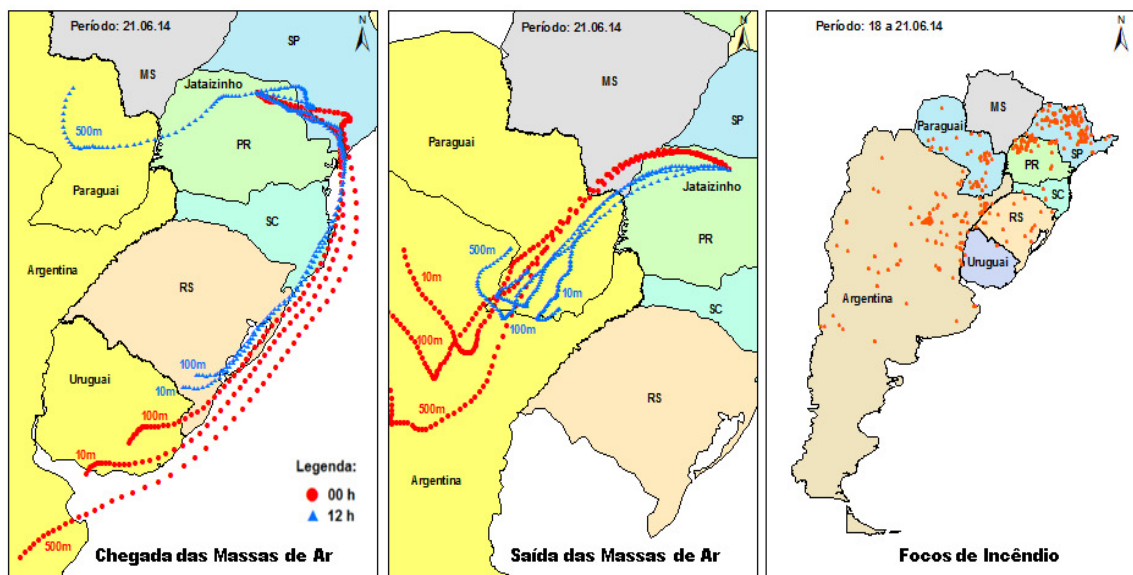 Período: 21.06.14
N
SP
MS
Jataizinho
500m
PR
Paraguai
Paraguai
SC
Argentina
RS
100m
10m
Uruguai
100m
10m
500m
Legenda:
00 h
12 h
Chegada das Massas de Ar
Período: 21.06.14
N
MS
SP
Paraguai
Jataizinho
PR
500m
10m
10m
100m
100m
SC
500m
RS
Argentina
Saída das Massas de Ar
Período: 18 a 21.06.14
N
MS
Paraguai
SP
PR
SC
RS
Uruguai
Argentina
Focos de Incêndio